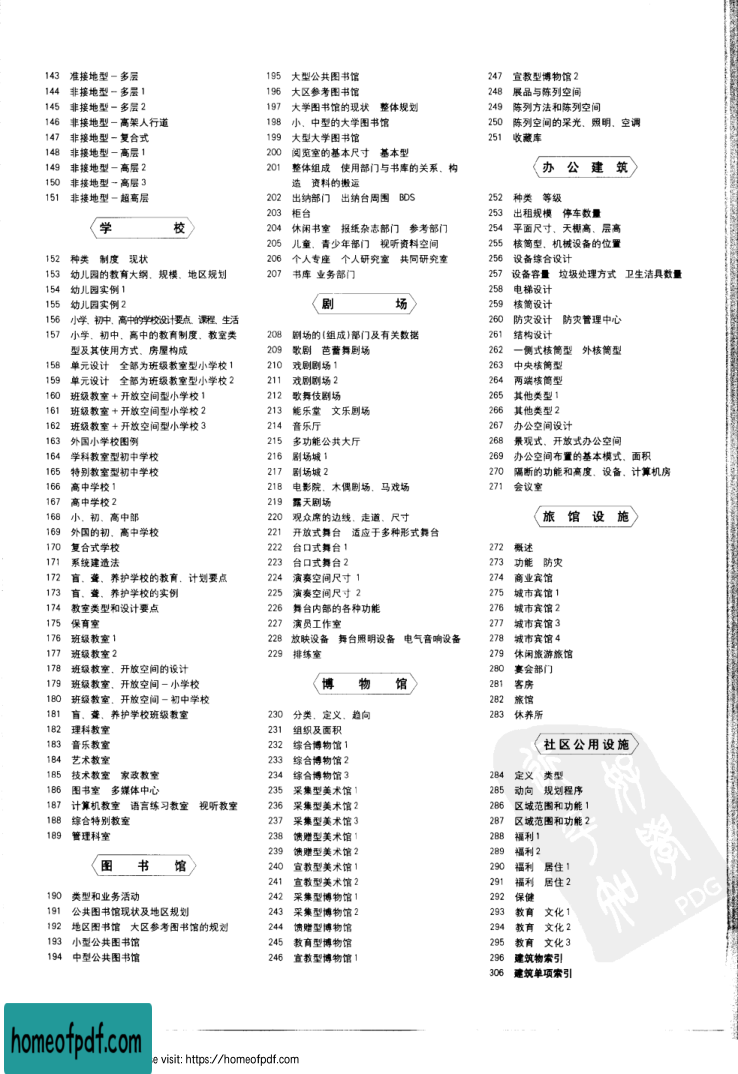 143 准接地型－多层
144 非接地型－多层1
145 非接地型－多层2
146 非接地型－高架人行道
147 非接地型－复合式
148 非接地型－高层1
149 非接地型－高层2
150 非接地型－高层3
151 非接地型－超高层
学 校
152 种类 制度 现状
153 幼儿园的教育大纲、规模、地区规划
154 幼儿园实例1
155 幼儿园实例2
156 小学、初中、高中的学校设计要点、课程、生活
157 小学、初中、高中的教育制度、教室类
型及其使用方式、房屋构成
158 单元设计 全部为班级教室型小学校1
159 单元设计 全部为班级教室型小学校2
160 班级教室＋开放空间型小学校1
161 班级教室＋开放空间型小学校2
162 班级教室＋开放空间型小学校3
163 外国小学校图例
164 学科教室型初中学校
165 特别教室型初中学校
166 高中学校1
167 高中学校2
168 小、初、高中部
169 外国的初、高中学校
170 复合式学校
171 系统建造法
172 盲、聋、养护学校的教育、计划要点
173 盲、聋、养护学校的实例
174 教室类型和设计要点
175 保育室
176 班级教室1
177 班级教室2
178 班级教室、开放空间的设计
179 班级教室、开放空间－小学校
180 班级教室、开放空间－初中学校
181 盲、聋、养护学校班级教室
182 理科教室
183 音乐教室
184 艺术教室
185 技术教室 家政教室
186 图书室 多媒体中心
187 计算机教室 语言练习教室 视听教室
188 综合特别教室
189 管理科室
图 书 馆
190 类型和业务活动
191 公共图书馆现状及地区规划
192 地区图书馆 大区参考图书馆的规划
193 小型公共图书馆
194 中型公共图书馆
195 大型公共图书馆
196 大区参考图书馆
197 大学图书馆的现状 整体规划
198 小、中型的大学图书馆
199 大型大学图书馆
200 阅览室的基本尺寸 基本型
201 整体组成 使用部门与书库的关系、构
造 资料的搬运
202 出纳部门 出纳台周围 BDS
203 柜台
204 休闲书室 报纸杂志部门 参考部门
205 儿童、青少年部门 视听资料空间
206 个人专座 个人研究室 共同研究室
207 书库 业务部门
剧 场
208 剧场的(组成)部门及有关数据
209 歌剧 芭蕾舞剧场
210 戏剧剧场1
211 戏剧剧场2
212 歌舞伎剧场
213 能乐堂 文乐剧场
214 音乐厅
215 多功能公共大厅
216 剧场城1
217 剧场城2
218 电影院、木偶剧场、马戏场
219 露天剧场
220 观众席的边线、走道、尺寸
221 开放式舞台 适应于多种形式舞台
222 台口式舞台1
223 台口式舞台2
224 演奏空间尺寸 1
225 演奏空间尺寸 2
226 舞台内部的各种功能
227 演员工作室
228 放映设备 舞台照明设备 电气音响设备
229 排练室
博 物 馆
230 分类、定义、趋向
231 组织及面积
232 综合博物馆1
233 综合博物馆2
234 综合博物馆3
235 采集型美术馆1
236 采集型美术馆2
237 采集型美术馆3
238 馈赠型美术馆1
239 馈赠型美术馆2
240 宣教型美术馆1
241 宣教型美术馆2
242 采集型博物馆1
243 采集型博物馆2
244 馈赠型博物馆
245 教育型博物馆
246 宣教型博物馆1
247 宣教型博物馆2
248 展品与陈列空间
249 陈列方法和陈列空间
250 陈列空间的采光、照明、空调
251 收藏库
办 公 建 筑
252 种类 等级
253 出租规模 停车数量
254 平面尺寸、天棚高、层高
255 核筒型、机械设备的位置
256 设备综合设计
257 设备容量 垃圾处理方式 卫生洁具数量
258 电梯设计
259 核筒设计
260 防灾设计 防灾管理中心
261 结构设计
262 一侧式核筒型 外核筒型
263 中央核筒型
264 两端核筒型
265 其他类型1
266 其他类型2
267 办公空间设计
268 景观式、开放式办公空间
269 办公空间布置的基本模式、面积
270 隔断的功能和高度、设备、计算机房
271 会议室
旅 馆 设 施
272 概述
273 功能 防灾
274 商业宾馆
275 城市宾馆1
276 城市宾馆2
277 城市宾馆3
278 城市宾馆4
279 休闲旅游旅馆
280 宴会部门
281 客房
282 旅馆
283 休养所
社区公用设施
284 定义 类型
285 动向 规划程序
286 区域范围和功能1
287 区域范围和功能2
288 福利1
289 福利2
290 福利 居住1
291 福利 居住2
292 保健
293 教育 文化1
294 教育 文化2
295 教育 文化3
296 建筑物索引
306 建筑单项索引
PDG
homeofpdf.com
e visit: https://homeofpdf.com